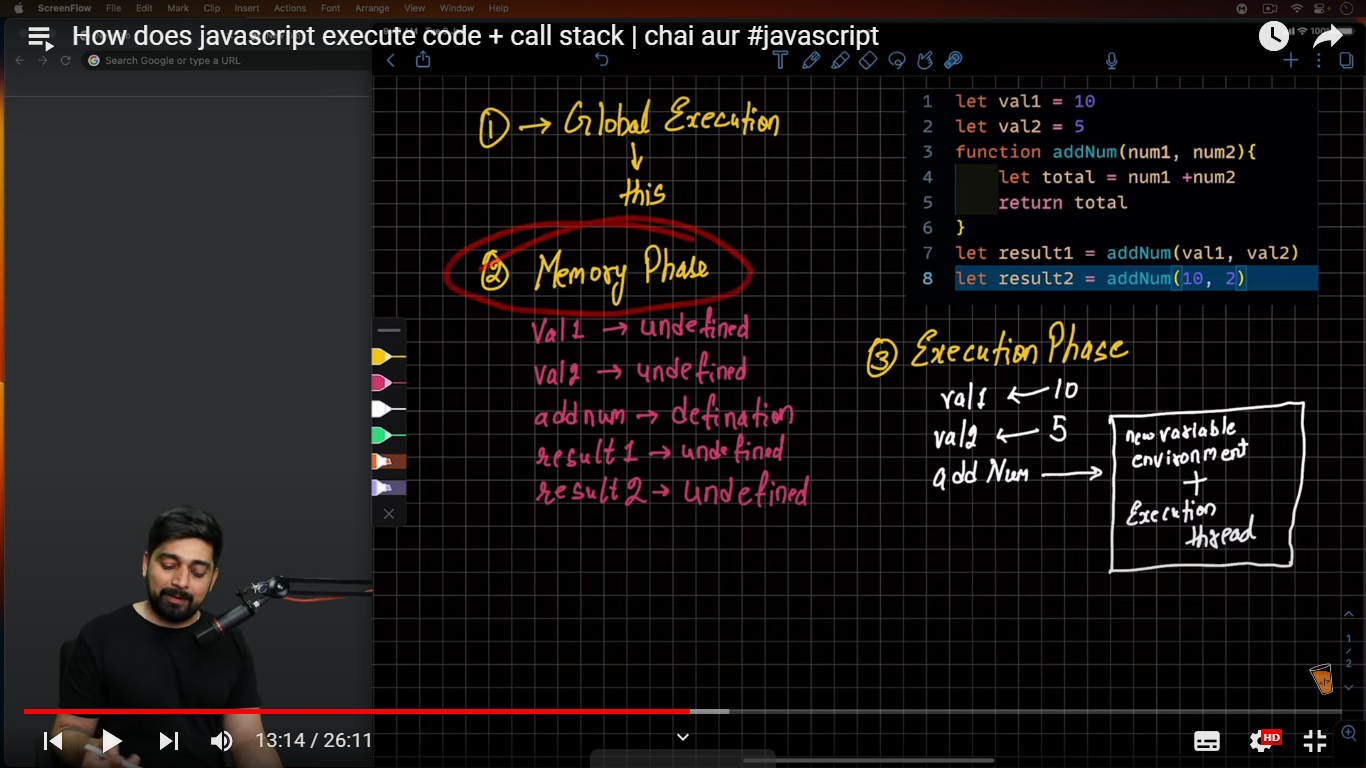 ScreenFlow File Edit Mark Clip Insert Actions Font Arrange View Window Help
How does javascript execute code + call stack | chai aur #javascript
Search Google or type a URL
① → Global Execution
↓
this
② Memory Phase
val1 → undefined
val2 → undefined
addnum → defination
result1 → undefined
result2 → undefined
1 let val1 = 10
2 let val2 = 5
3 function addNum(num1, num2){
4 let total = num1 +num2
5 return total
6 }
7 let result1 = addNum(val1, val2)
8 let result2 = addNum(10, 2)
③ Execution Phase
val1 ← 10
val2 ← 5
add Num →
new variable
environment
+
Execution
thread
1
/
2
13:14 / 26:11
HD